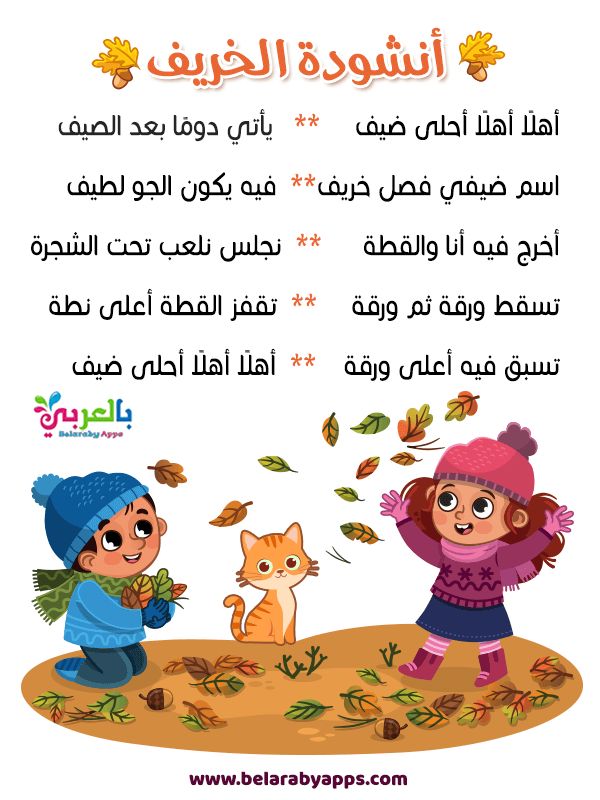 أنشودة الخريف
أهلًا أهلًا أحلى ضيف ** يأتي دومًا بعد الصيف
اسم ضيفي فصل خريف** فيه يكون الجو لطيف
أخرج فيه أنا والقطة ** نجلس نلعب تحت الشجرة
تسقط ورقة ثم ورقة ** تقفز القطة أعلى نطة
تسبق فيه أعلى ورقة ** أهلًا أهلًا أحلى ضيف
بالعربي
Belaraby Apps
www.belarabyapps.com